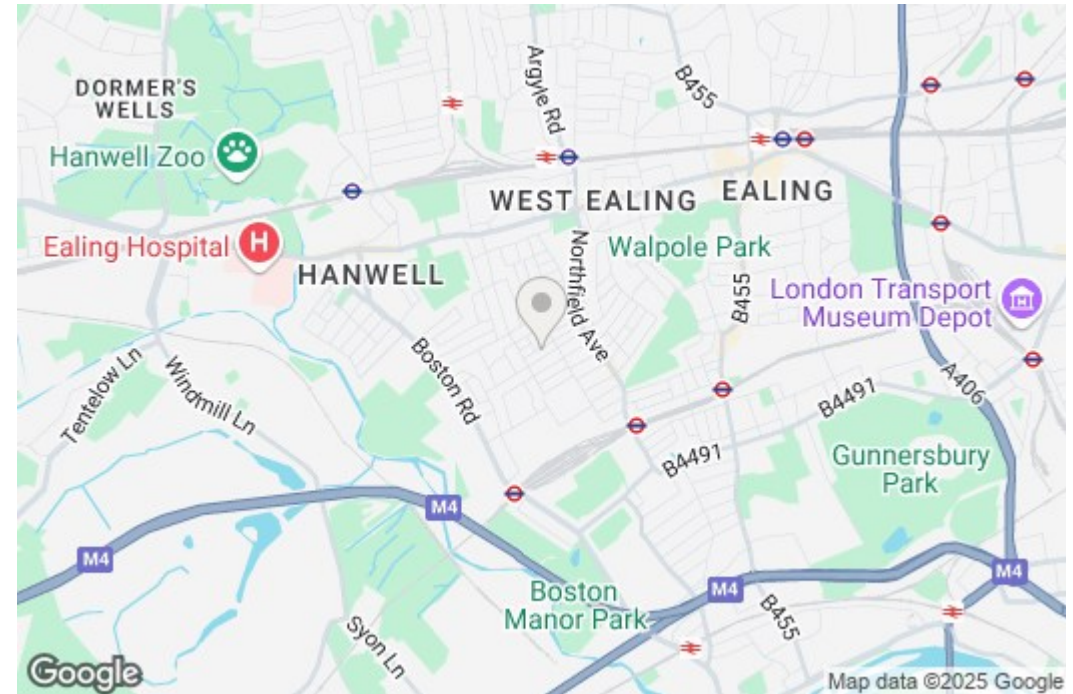 Argyle Rd
B455
DORMER'S
WELLS
Hanwell Zoo
WEST EALING
EALING
Ealing Hospital
H
HANWELL
Northfield Ave
Walpole Park
B455
London Transport
Museum Depot
Tentelow Ln
Windmill Ln
Boston Rd
A406
B4491
B4491
Gunnersbury
Park
M4
M4
M4
M4
Boston
Manor Park
B455
Syon Ln
Google
Map data ©2025 Google